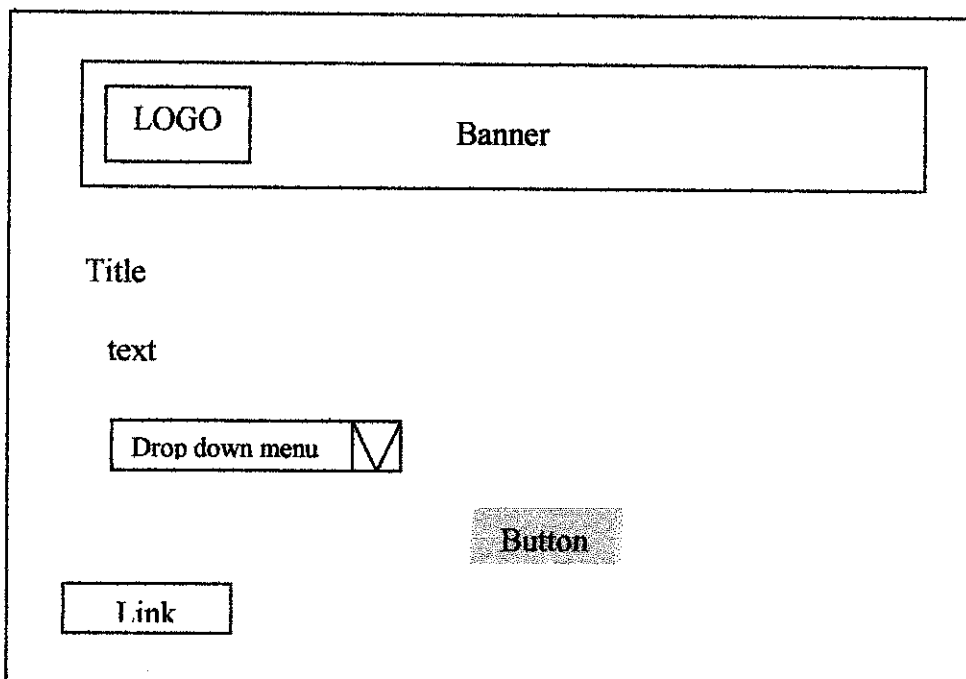 LOGO
Banner
Title
text
Drop down menu
Button
Link